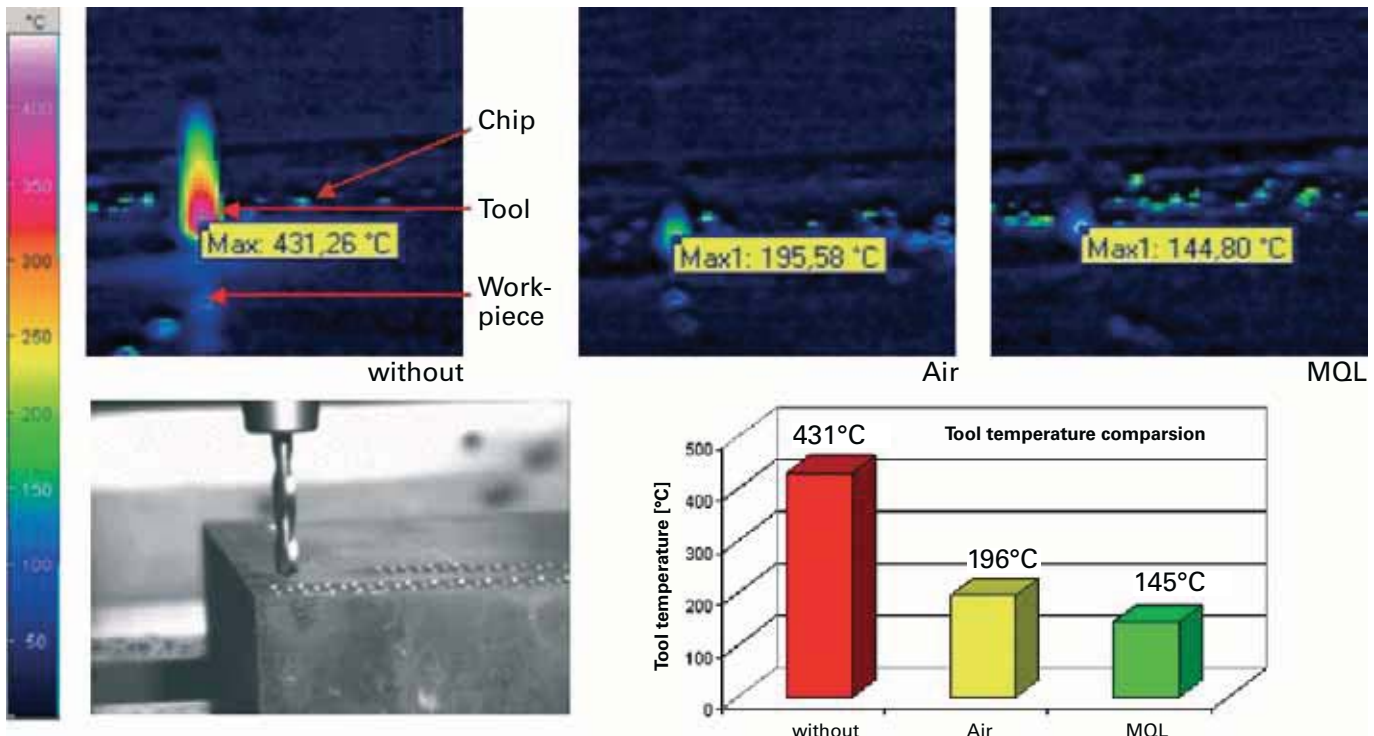 °C
400
350
300
250
200
150
100
50
Chip
Tool
Work-
piece
Max: 431,26 °C
without
Max1: 195,58 °C
Air
Max1: 144,80 °C
MQL
Tool temperature comparsion
Tool temperature [°C]
500
400
300
200
100
0
431°C
196°C
145°C
without
Air
MQL